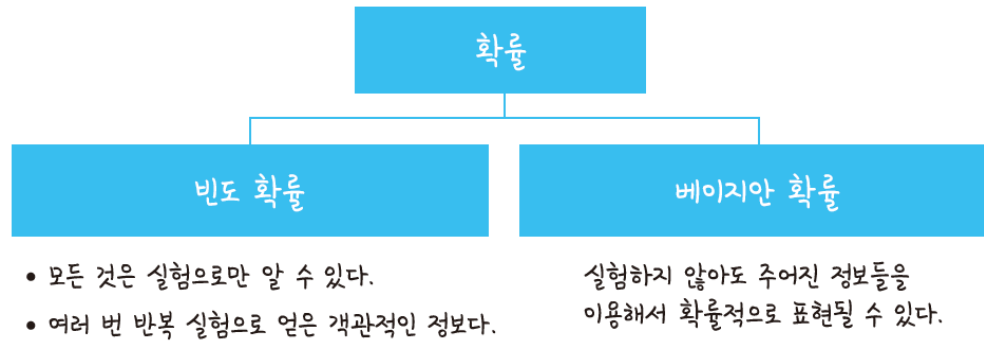 확률
빈도 확률
베이지안 확률
• 모든 것은 실험으로만 알 수 있다.
• 여러 번 반복 실험으로 얻은 객관적인 정보다.
실험하지 않아도 주어진 정보들을
이용해서 확률적으로 표현될 수 있다.